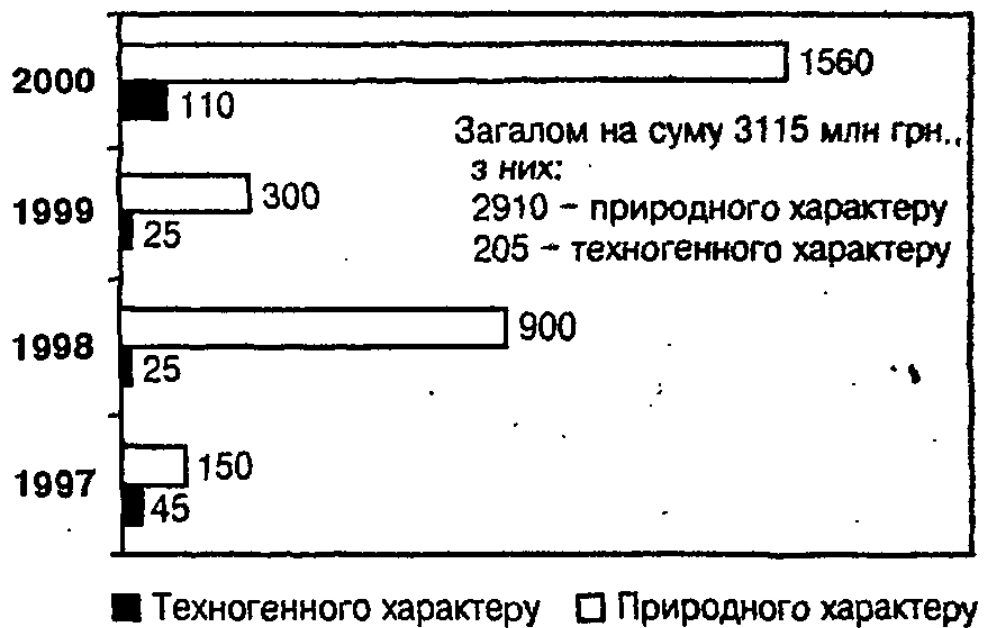 2000
1560
110
Загалом на суму 3115 млн грн.,
з них:
2910 – природного характеру
205 – техногенного характеру
1999
300
25
1998
900
25
1997
150
45
Техногенного характеру
Природного характеру